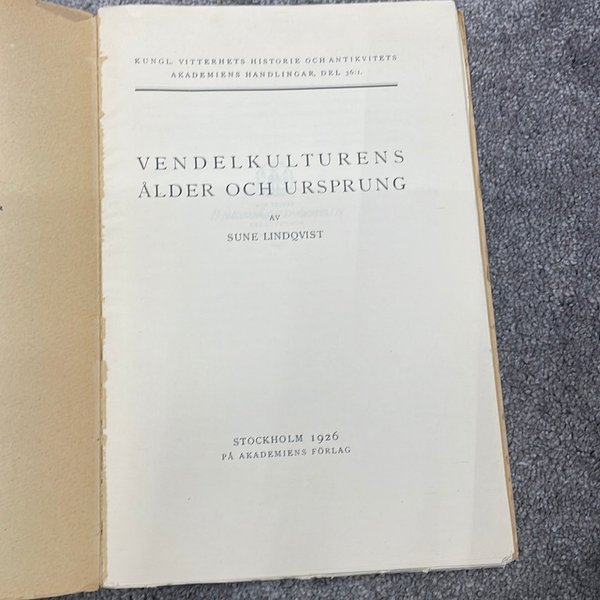 KUNGL. VITTERHETS HISTORIE OCH ANTIKVITETS
AKADEMIENS HANDLINGAR, DEL 36:1.
VENDELKULTURENS
ÅLDER OCH URSPRUNG
AV
SUNE LINDQVIST
STOCKHOLM 1926
PÅ AKADEMIENS FÖRLAG